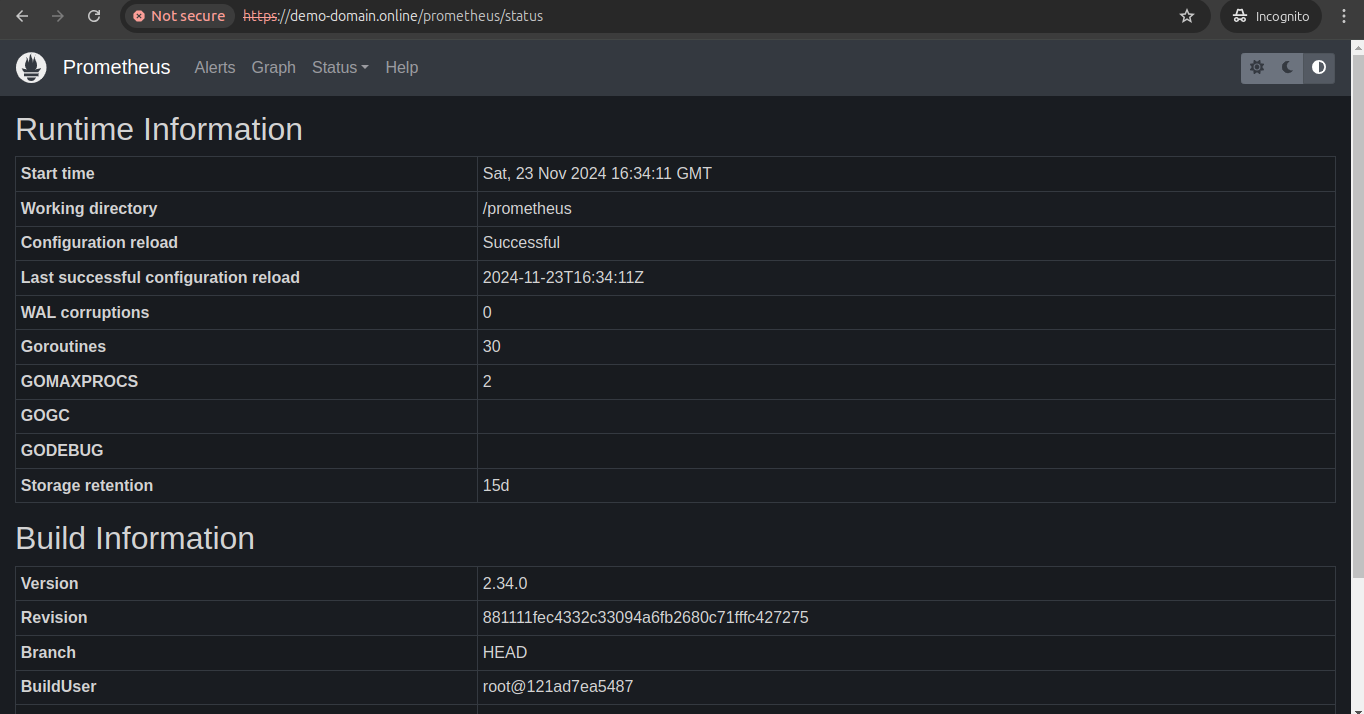 Not secure https://demo-domain.online/prometheus/status Incognito
Prometheus Alerts Graph Status Help
Runtime Information
Start time Sat, 23 Nov 2024 16:34:11 GMT
Working directory /prometheus
Configuration reload Successful
Last successful configuration reload 2024-11-23T16:34:11Z
WAL corruptions 0
Goroutines 30
GOMAXPROCS 2
GOGC
GODEBUG
Storage retention 15d
Build Information
Version 2.34.0
Revision 881111fec4332c33094a6fb2680c71fffc427275
Branch HEAD
BuildUser root@121ad7ea5487